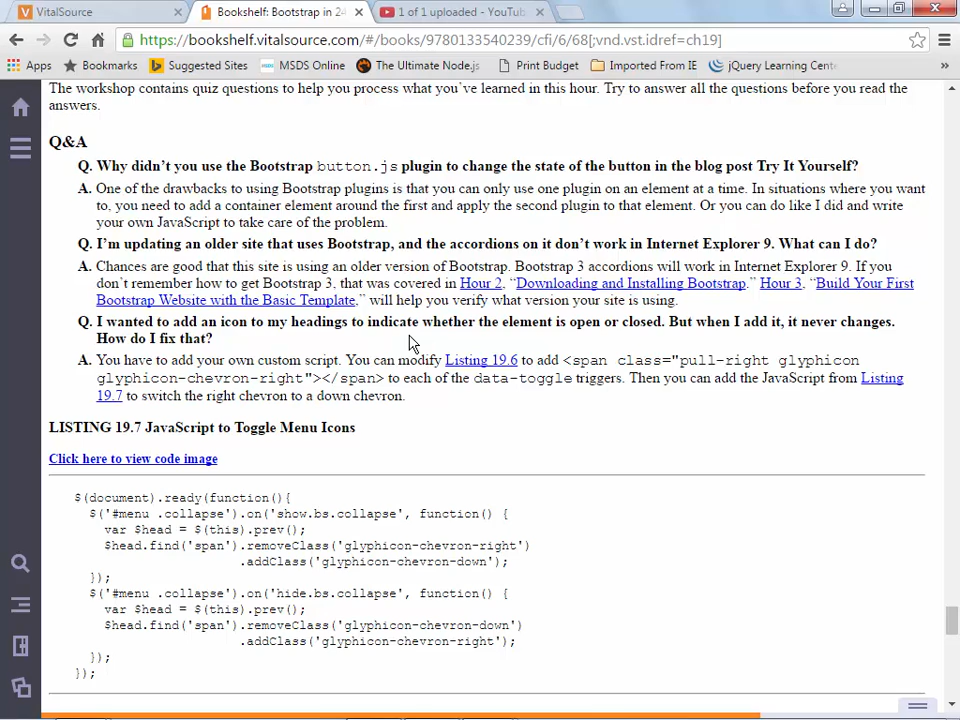 VitalSource
Bookshelf: Bootstrap in 24
1 of 1 uploaded - YouTub
https://bookshelf.vitalsource.com/#/books/9780133540239/cfi/6/68[;vnd.vst.idref=ch19]
Apps
Bookmarks
Suggested Sites
MSDS Online
The Ultimate Node.js
Print Budget
Imported From IE
jQuery Learning Cent
»
The workshop contains quiz questions to help you process what you've learned in this hour. Try to answer all the questions before you read the
answers.
Q&A
Q. Why didn't you use the Bootstrap button.js plugin to change the state of the button in the blog post Try It Yourself?
A. One of the drawbacks to using Bootstrap plugins is that you can only use one plugin on an element at a time. In situations where you want
to, you need to add a container element around the first and apply the second plugin to that element. Or you can do like I did and write
your own JavaScript to take care of the problem.
Q. I'm updating an older site that uses Bootstrap, and the accordions on it don't work in Internet Explorer 9. What can I do?
A. Chances are good that this site is using an older version of Bootstrap. Bootstrap 3 accordions will work in Internet Explorer 9. If you
don't remember how to get Bootstrap 3, that was covered in Hour 2, "Downloading and Installing Bootstrap." Hour 3, "Build Your First
Bootstrap Website with the Basic Template," will help you verify what version your site is using.
Q. I wanted to add an icon to my headings to indicate whether the element is open or closed. But when I add it, it never changes.
How do I fix that?
A. You have to add your own custom script. You can modify Listing 19.6 to add <span class="pull-right glyphicon
glyphicon-chevron-right"></span> to each of the data-toggle triggers. Then you can add the JavaScript from Listing
19.7 to switch the right chevron to a down chevron.
LISTING 19.7 JavaScript to Toggle Menu Icons
Click here to view code image
$(document).ready(function(){
$('#menu .collapse').on('show.bs.collapse', function() {
var $head = $(this).prev();
$head.find('span').removeClass('glyphicon-chevron-right')
.addClass('glyphicon-chevron-down');
});
$('#menu .collapse').on('hide.bs.collapse', function() {
var $head = $(this).prev();
$head.find('span').removeClass('glyphicon-chevron-down')
.addClass('glyphicon-chevron-right');
});
});